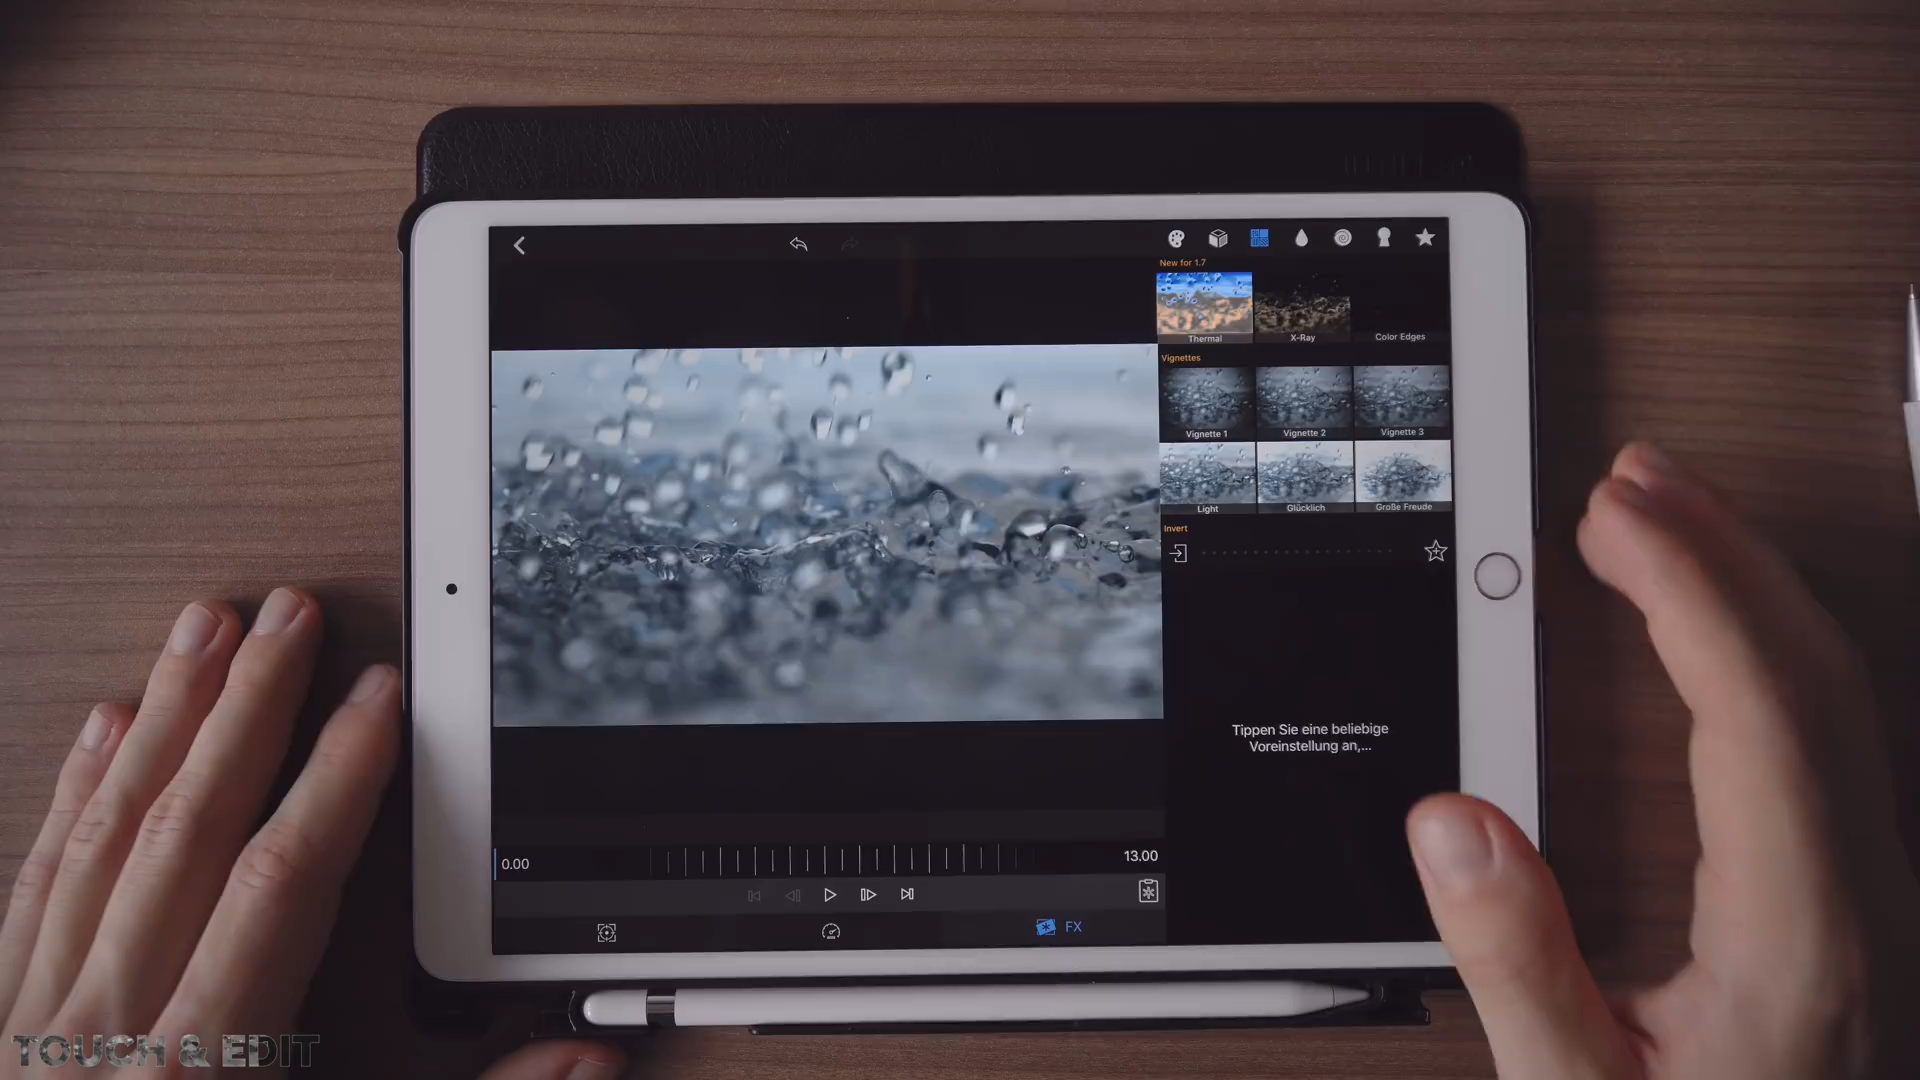 New for 1.7
Thermal
X-Ray
Color Edges
Vignettes
Vignette 1
Vignette 2
Vignette 3
Light
Glücklich
Große Freude
Invert
Tippen Sie eine beliebige
Voreinstellung an,...
0.00
13.00
FX
TOUCH & EDIT